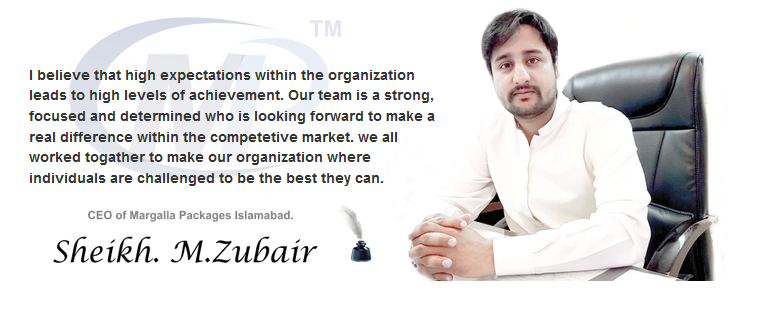 TM
M
I believe that high expectations within the organization
leads to high levels of achievement. Our team is a strong,
focused and determined who is looking forward to make a
real difference within the competetive market. we all
worked togather to make our organization where
individuals are challenged to be the best they can.
CEO of Margalla Packages Islamabad.
Sheikh. M.Zubair